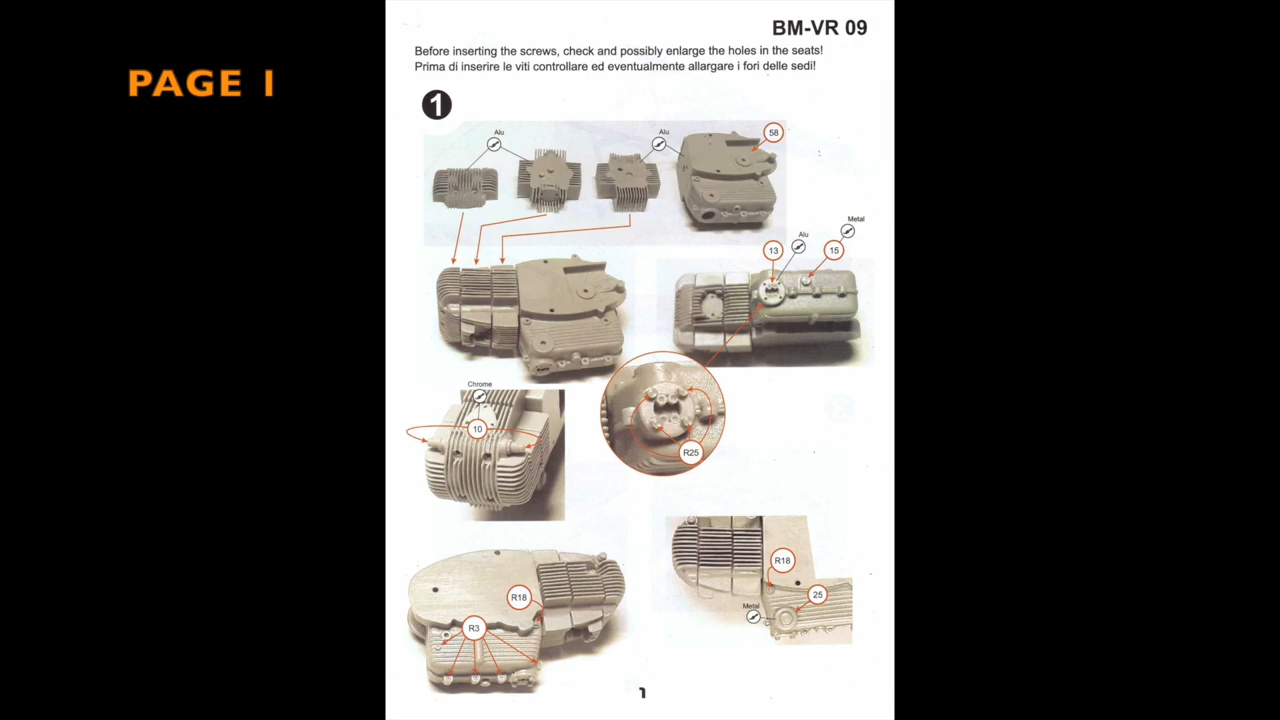 PAGE 1
BM-VR 09
Before inserting the screws, check and possibly enlarge the holes in the seats!
Prima di inserire le viti controllare ed eventualmente allargare i fori delle sedi!
1
Alu
Alu
58
Metal
Alu
13
15
Chrome
10
R25
R18
R18
25
Metal
R3
1